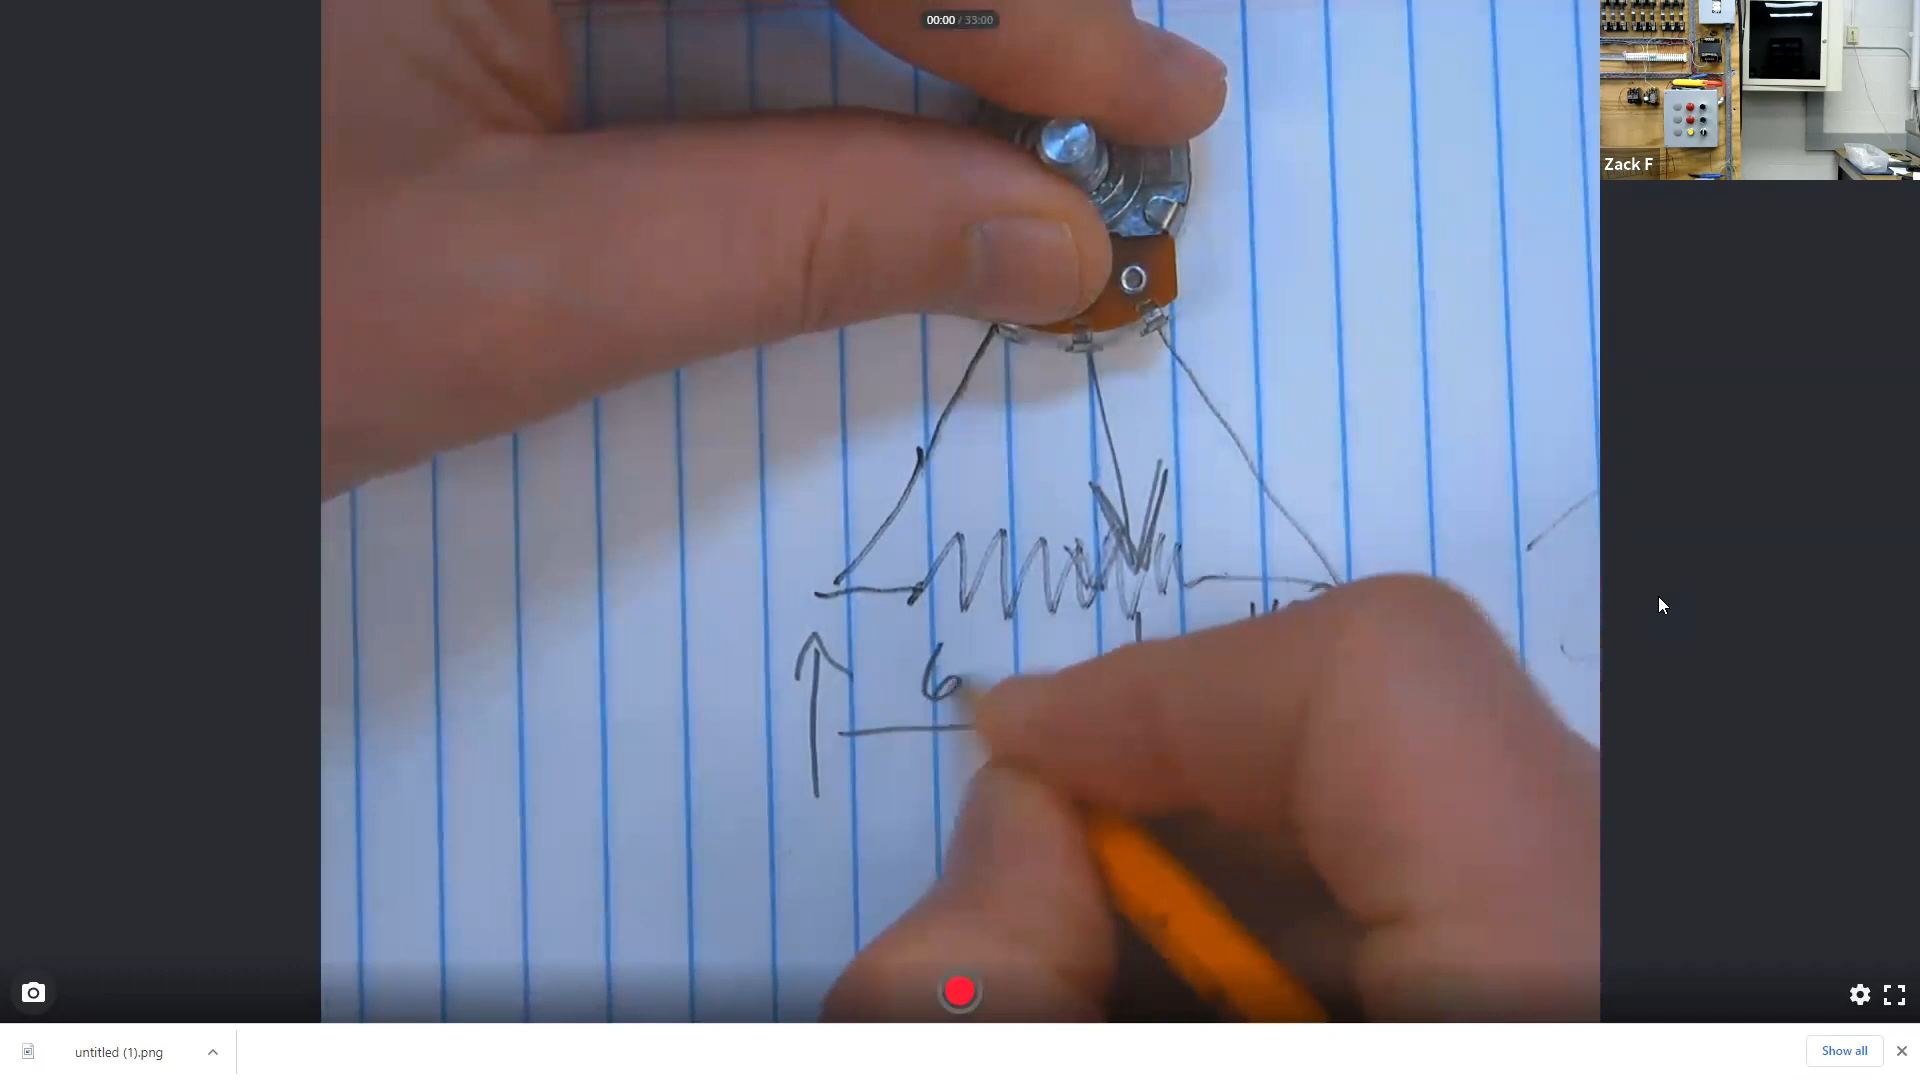 00:00 / 33:00
Zack F
6
untitled (1).png
Show all